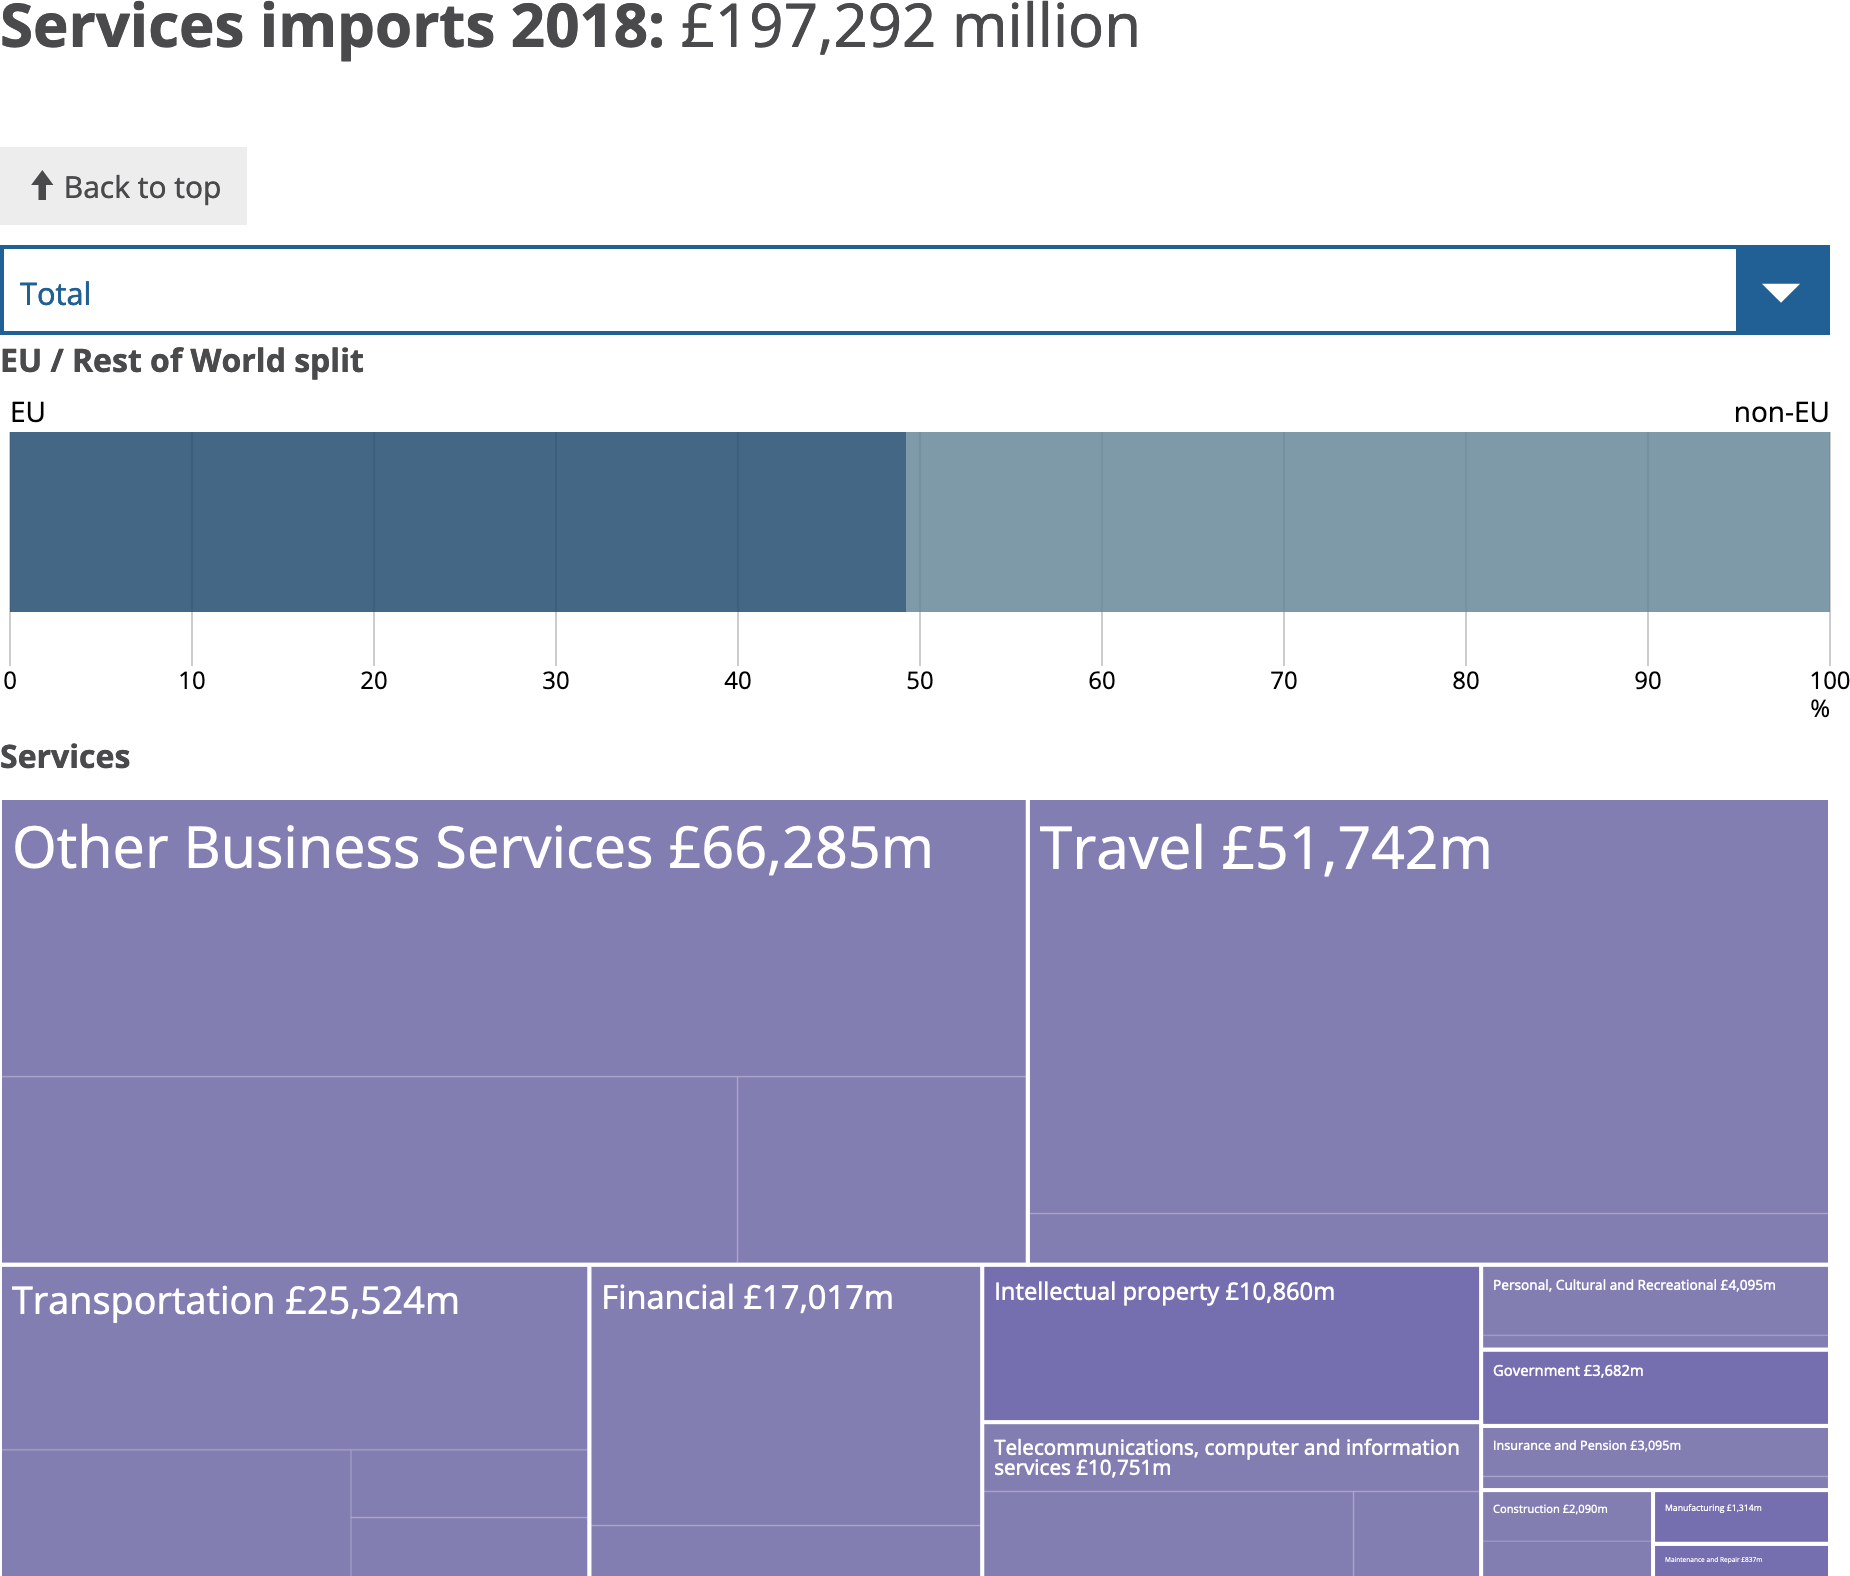 Services imports 2018: £197,292 million
Back to top
Total
EU / Rest of World split
EU non-EU
0 10 20 30 40 50 60 70 80 90 100
%
Services
Other Business Services £66,285m
Travel £51,742m
Transportation £25,524m
Financial £17,017m
Intellectual property £10,860m
Telecommunications, computer and information
services £10,751m
Personal, Cultural and Recreational £4,095m
Government £3,682m
Insurance and Pension £3,095m
Construction £2,090m
Manufacturing £1,314m
Maintenance and Repair £837m